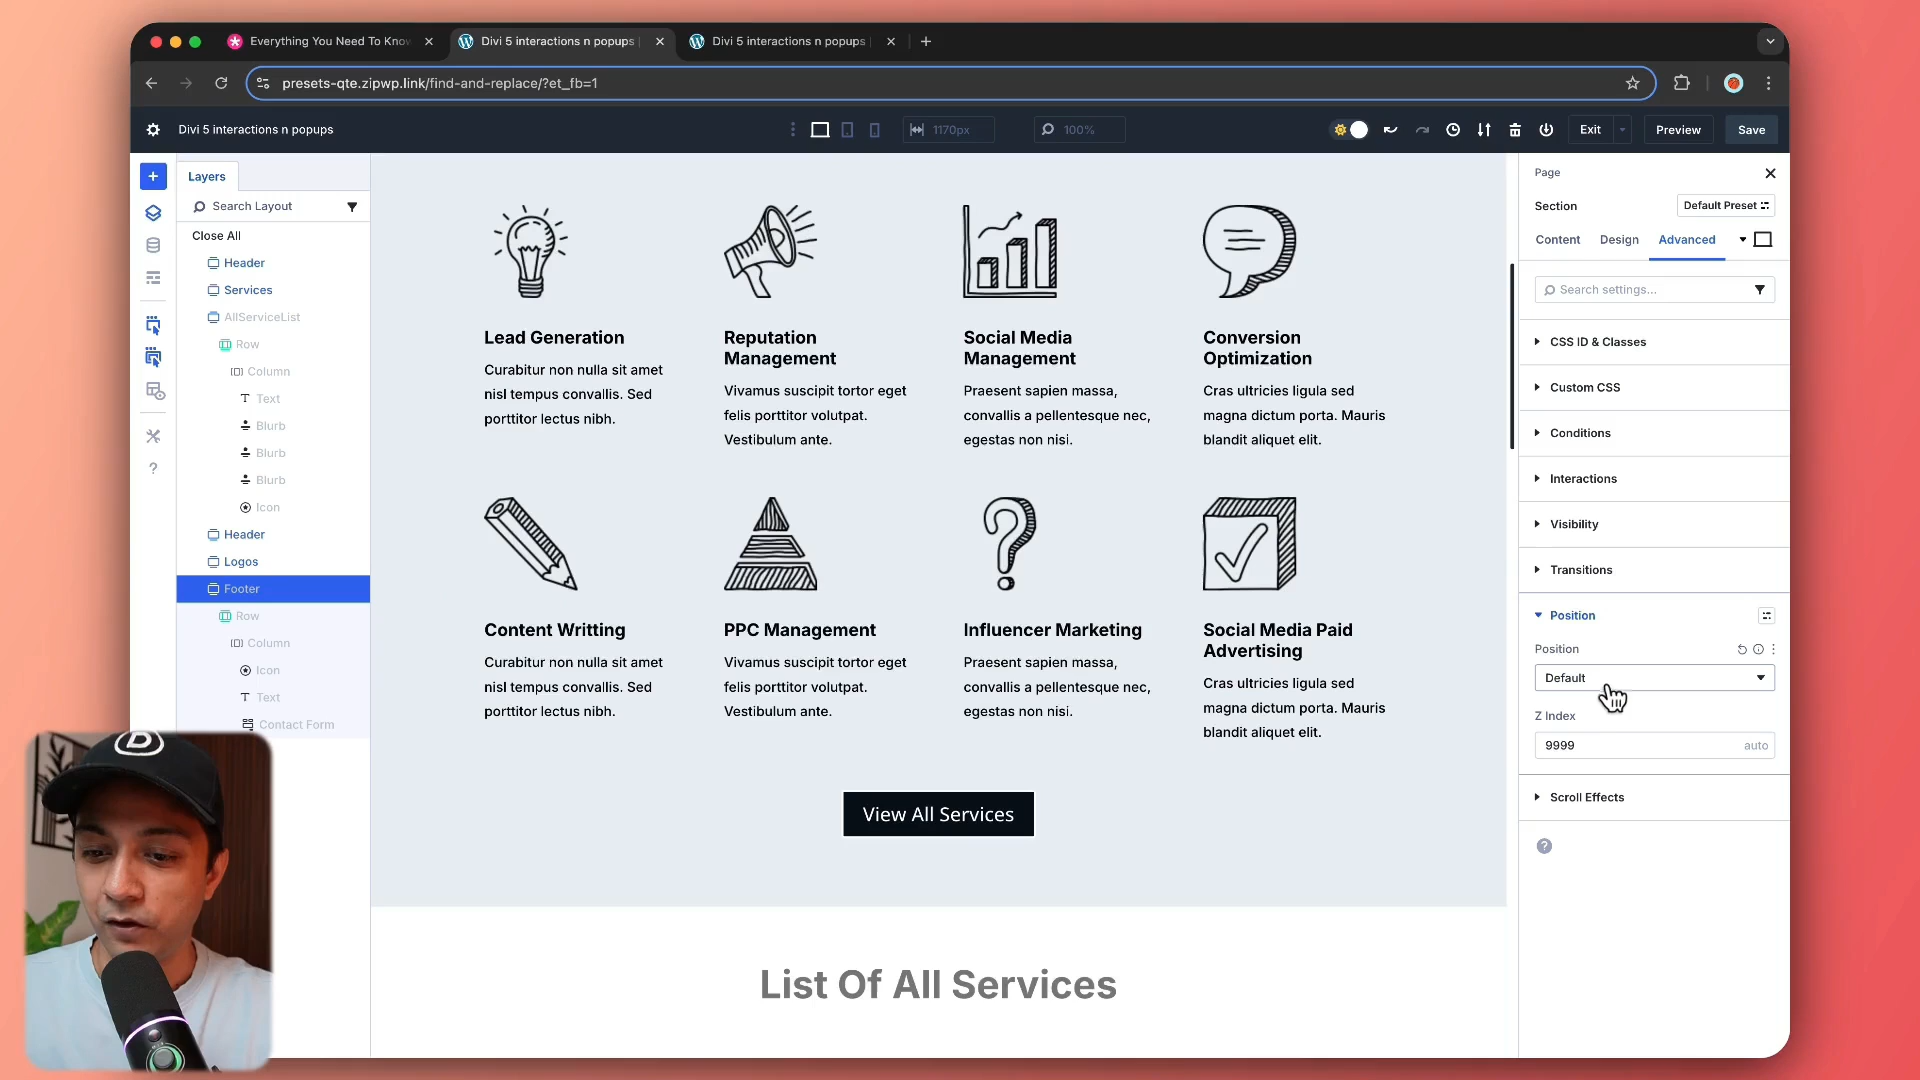 Everything You Need To Know
Divi 5 interactions n popups
Divi 5 interactions n popups
presets-qte.zipwp.link/find-and-replace/?et_fb=1
Divi 5 interactions n popups
1170px
100%
Exit
Preview
Save
Layers
Search Layout
Close All
Header
Services
AllServiceList
Row
Column
Text
Blurb
Blurb
Blurb
Icon
Header
Logos
Footer
Row
Column
Icon
Text
Contact Form
Lead Generation
Curabitur non nulla sit amet
nisl tempus convallis. Sed
porttitor lectus nibh.
Reputation
Management
Vivamus suscipit tortor eget
felis porttitor volutpat.
Vestibulum ante.
Social Media
Management
Praesent sapien massa,
convallis a pellentesque nec,
egestas non nisi.
Conversion
Optimization
Cras ultricies ligula sed
magna dictum porta. Mauris
blandit aliquet elit.
Content Writting
Curabitur non nulla sit amet
nisl tempus convallis. Sed
porttitor lectus nibh.
PPC Management
Vivamus suscipit tortor eget
felis porttitor volutpat.
Vestibulum ante.
Influencer Marketing
Praesent sapien massa,
convallis a pellentesque nec,
egestas non nisi.
Social Media Paid
Advertising
Cras ultricies ligula sed
magna dictum porta. Mauris
blandit aliquet elit.
View All Services
List Of All Services
Page
Section
Default Preset
Content
Design
Advanced
Search settings...
CSS ID & Classes
Custom CSS
Conditions
Interactions
Visibility
Transitions
Position
Position
Default
Z Index
9999
auto
Scroll Effects